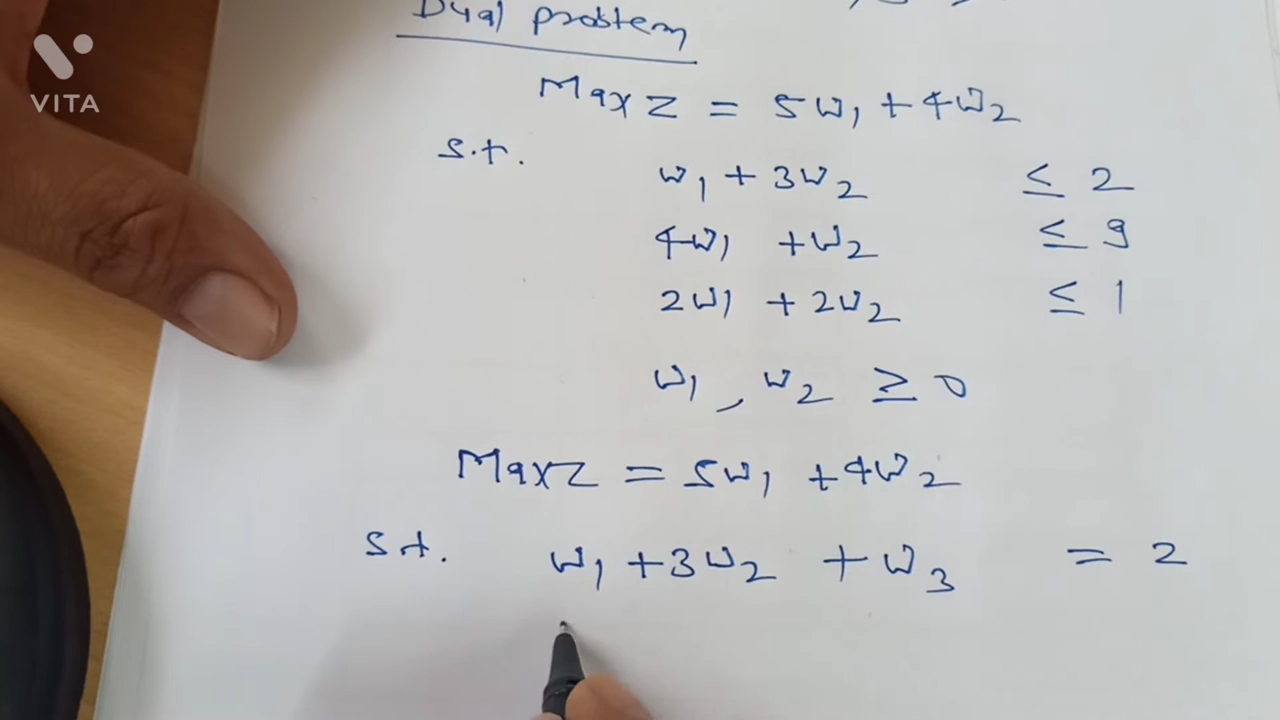 VITA
Dual problem
Max Z = 5w₁ + 4w₂
s.t.
w₁ + 3w₂ ≤ 2
4w₁ + w₂ ≤ 9
2w₁ + 2w₂ ≤ 1
w₁, w₂ ≥ 0
Max Z = 5w₁ + 4w₂
s.t. w₁ + 3w₂ + w₃ = 2